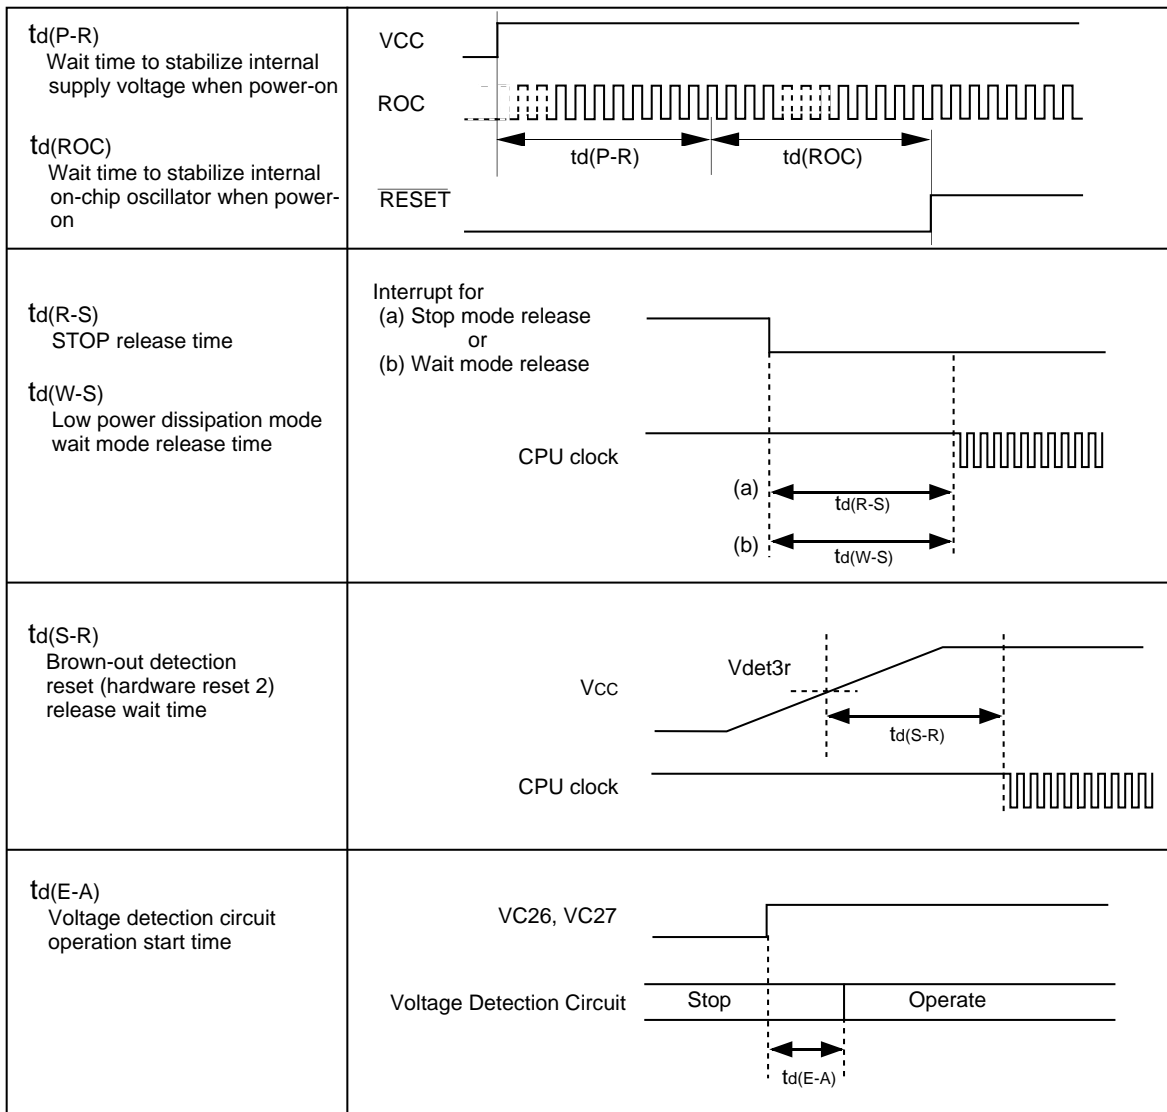 td(P-R)
Wait time to stabilize internal
supply voltage when power-on
td(ROC)
Wait time to stabilize internal
on-chip oscillator when power-
on
VCC
ROC
td(P-R)
td(ROC)
RESET
td(R-S)
STOP release time
td(W-S)
Low power dissipation mode
wait mode release time
Interrupt for
(a) Stop mode release
or
(b) Wait mode release
CPU clock
(a)
td(R-S)
(b)
td(W-S)
td(S-R)
Brown-out detection
reset (hardware reset 2)
release wait time
Vdet3r
VCC
td(S-R)
CPU clock
td(E-A)
Voltage detection circuit
operation start time
VC26, VC27
Voltage Detection Circuit
Stop
Operate
td(E-A)